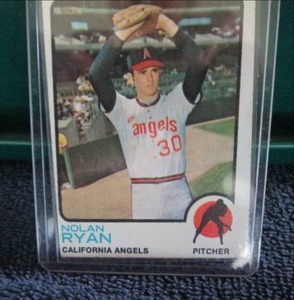 A
angels
30
NOLAN
RYAN
CALIFORNIA ANGELS
PITCHER